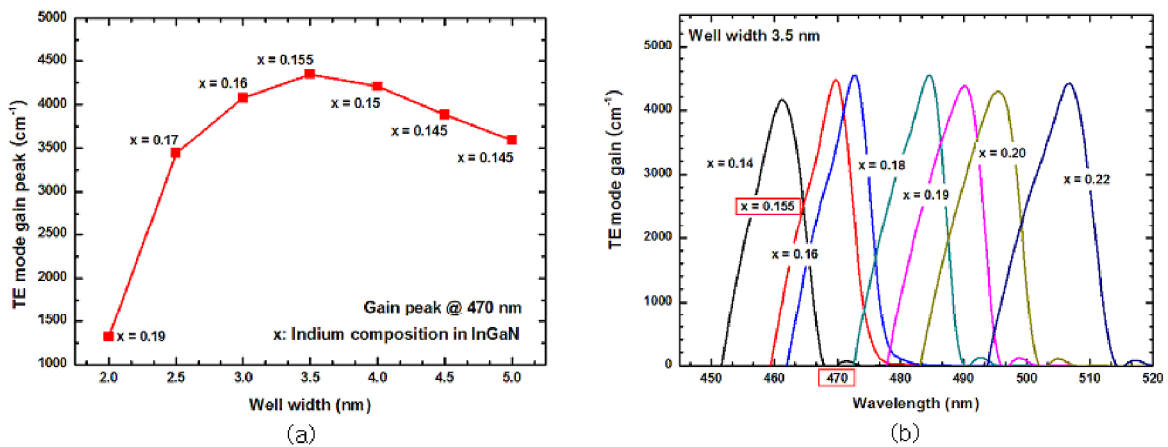 5000
4500
4000
3500
3000
2500
2000
1500
1000
TE mode gain peak (cm⁻¹)
x = 0.155
x = 0.16
x = 0.15
x = 0.17
x = 0.145
x = 0.145
x = 0.19
Gain peak @ 470 nm
x: Indium composition in InGaN
2.0 2.5 3.0 3.5 4.0 4.5 5.0
Well width (nm)
(a)
Well width 3.5 nm
5000
4000
3000
2000
1000
0
TE mode gain (cm⁻¹)
x = 0.14
x = 0.18
x = 0.20
x = 0.22
x = 0.19
x = 0.155
x = 0.16
450 460 470 480 490 500 510 520
Wavelength (nm)
(b)